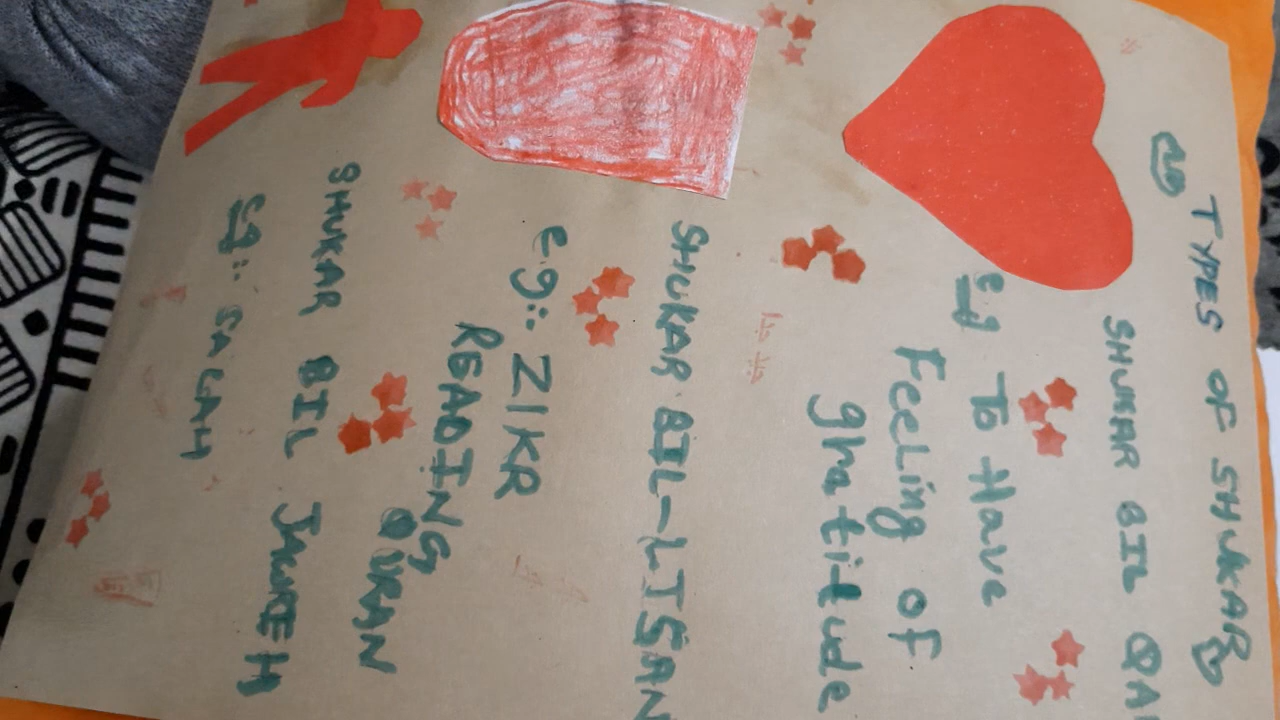 TYPES OF SHUKAR
SHUKAR BIL QA
Eg To Have
Feeling of
ghatitude
SHUKAR BIL-LISAN
e.g:. ZIKR
READING
QURAN
SHUKAR BIL JAWREH
Eg:. SALAH